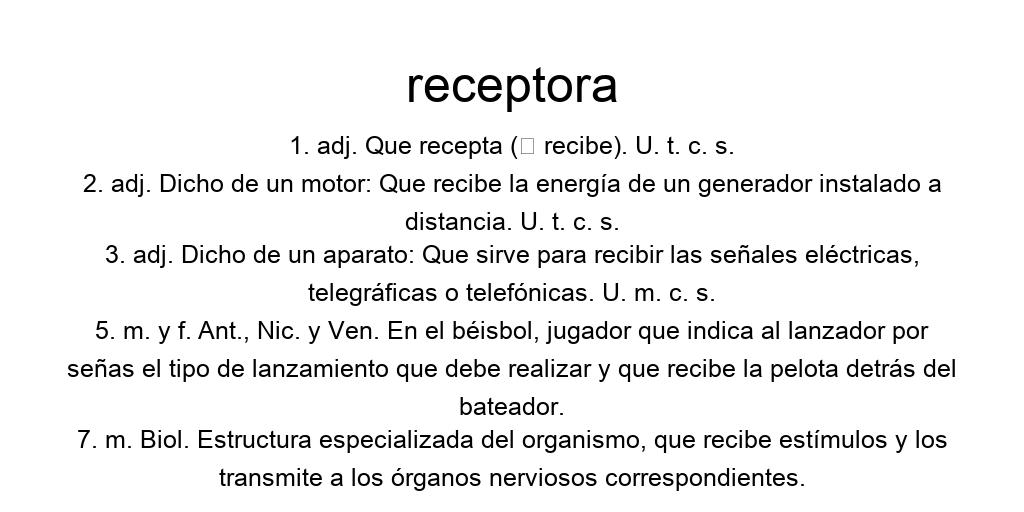 receptora
1. adj. Que recepta (□ recibe). U. t. c. s.
2. adj. Dicho de un motor: Que recibe la energía de un generador instalado a
distancia. U. t. c. s.
3. adj. Dicho de un aparato: Que sirve para recibir las señales eléctricas,
telegráficas o telefónicas. U. m. c. s.
5. m. y f. Ant., Nic. y Ven. En el béisbol, jugador que indica al lanzador por
señas el tipo de lanzamiento que debe realizar y que recibe la pelota detrás del
bateador.
7. m. Biol. Estructura especializada del organismo, que recibe estímulos y los
transmite a los órganos nerviosos correspondientes.